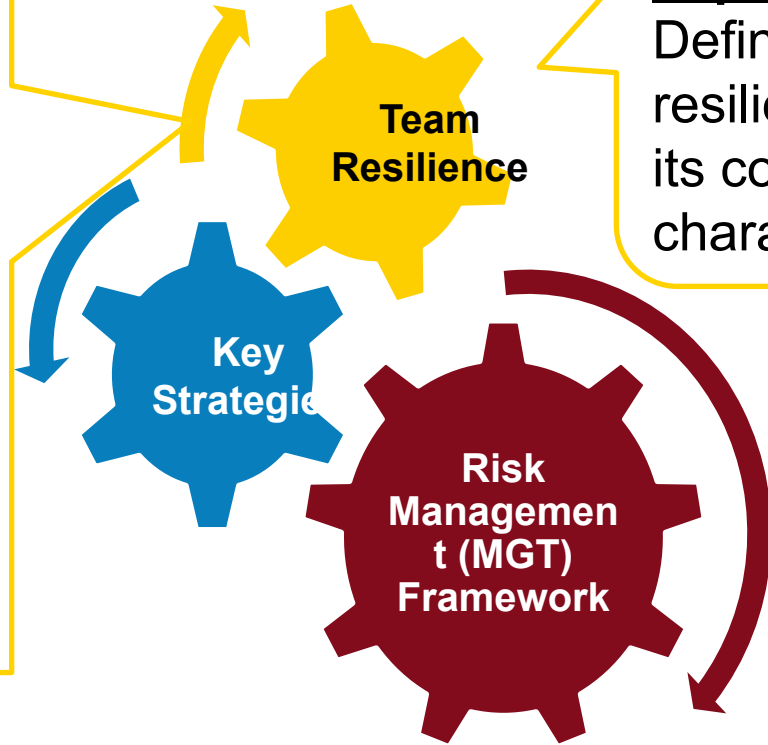 Team
Resilience
Defin
resilie
its co
chara
Key
Strategie
Risk
Managemen
t (MGT)
Framework